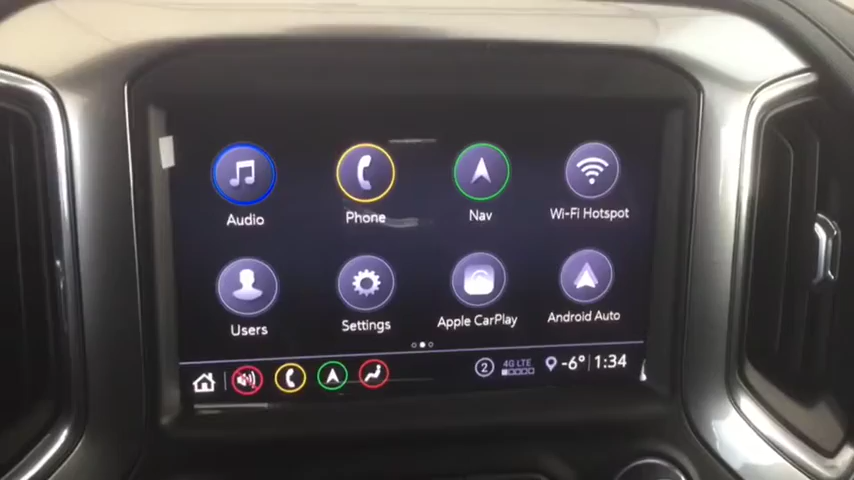 Audio Phone Nav Wi-Fi Hotspot
Users Settings Apple CarPlay Android Auto
2 4G LTE -6° 1:34